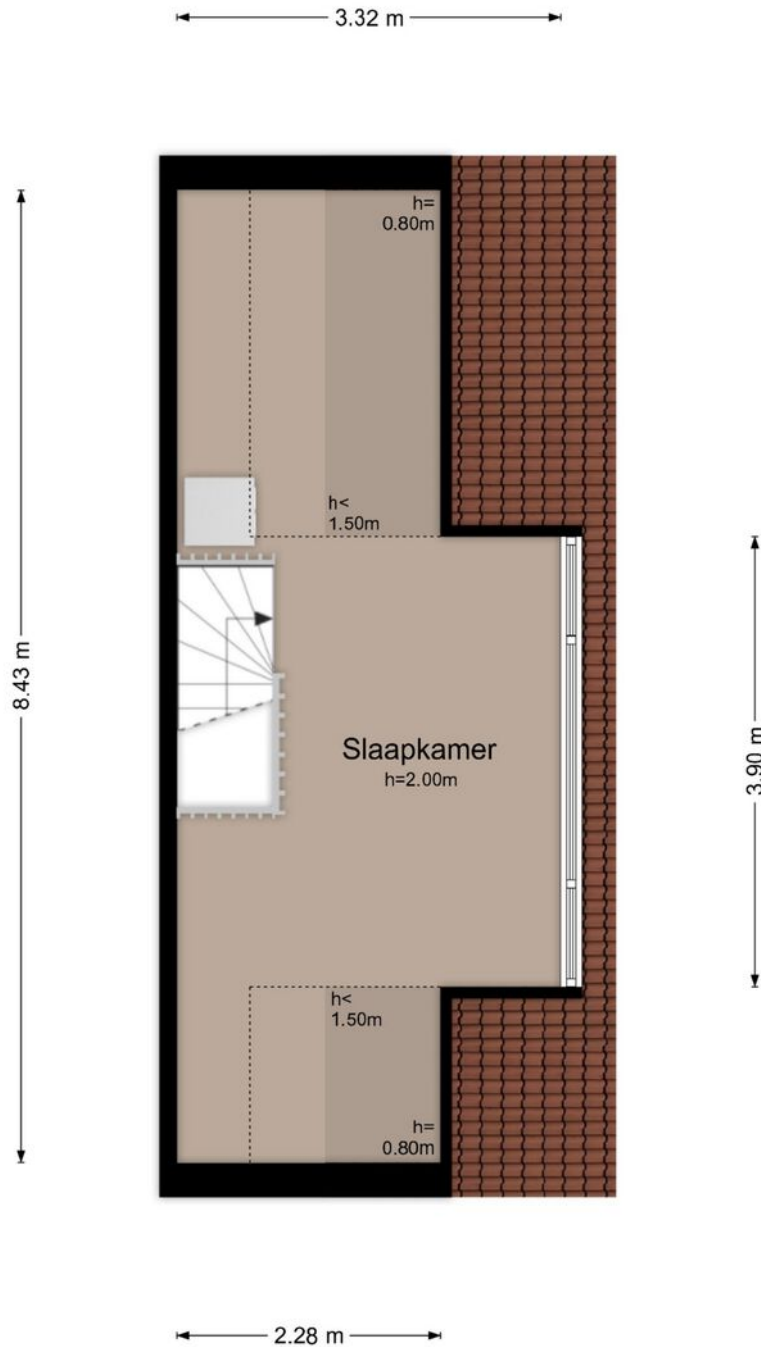 3.32 m
h=
0.80m
h<
1.50m
8.43 m
Slaapkamer
h=2.00m
3.90 m
h<
1.50m
h=
0.80m
2.28 m